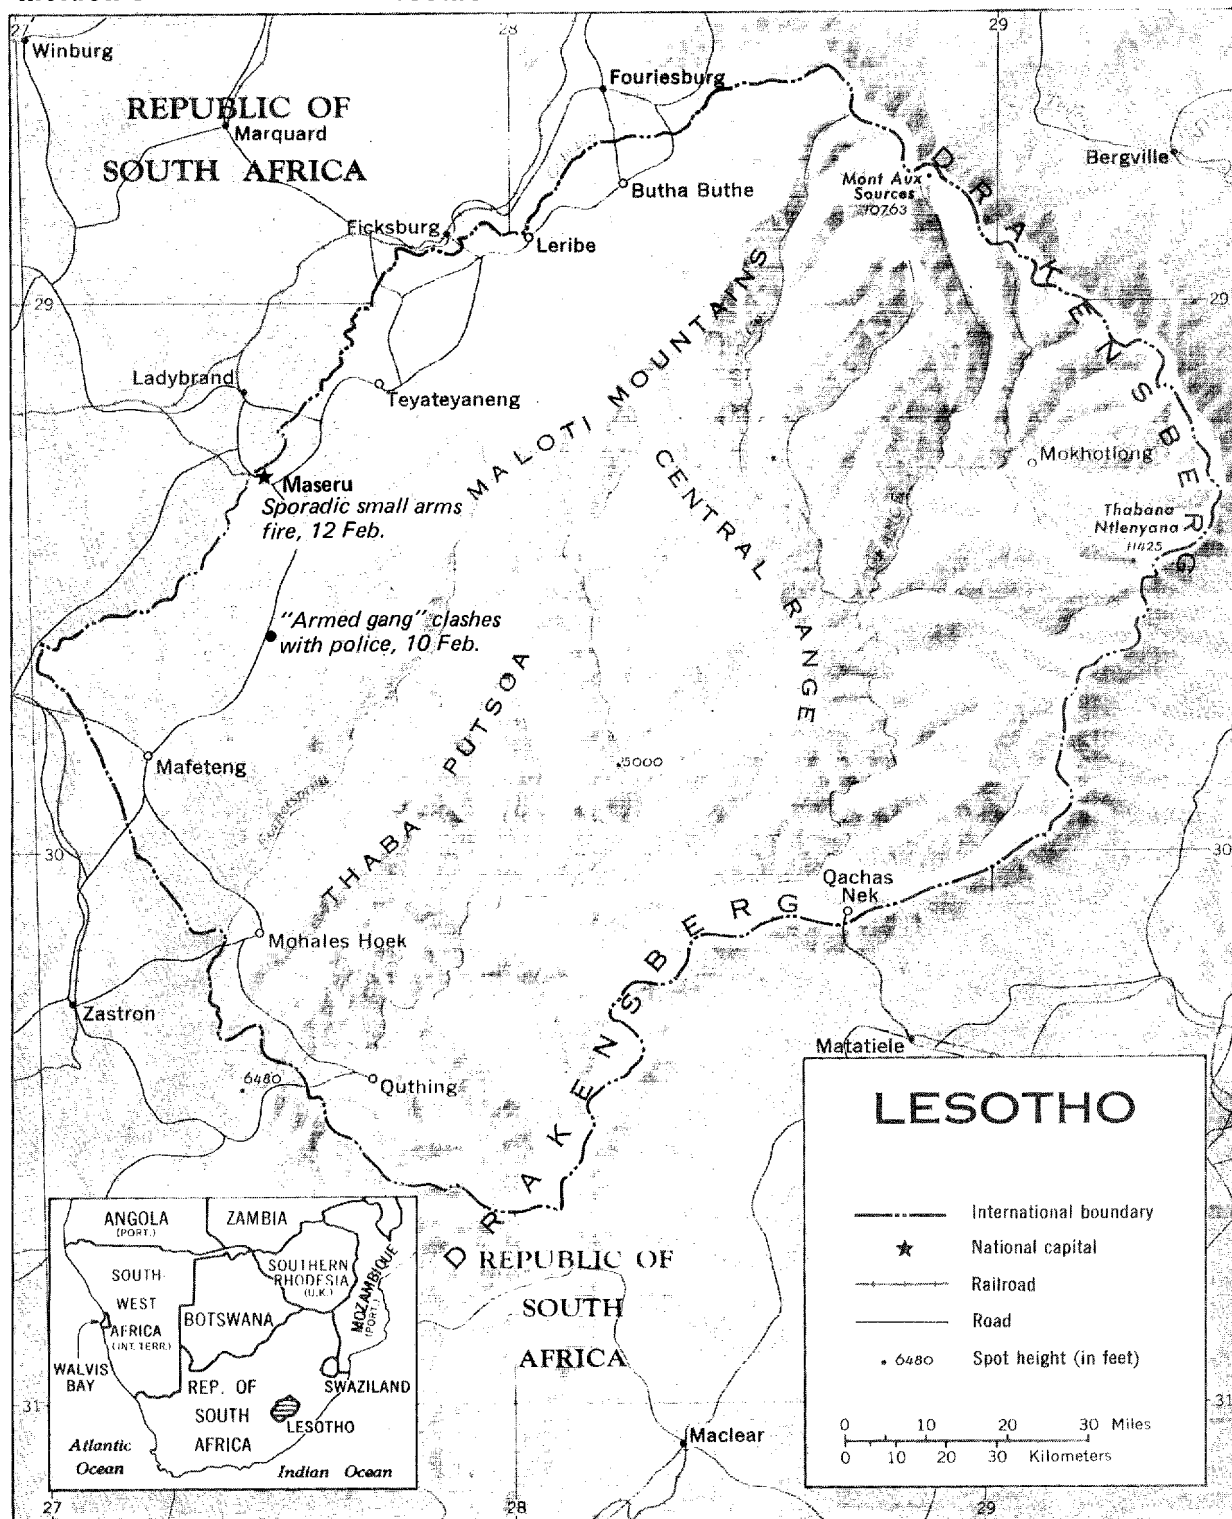 27
28
29
Winburg
Fouriesburg
REPUBLIC OF
SOUTH AFRICA
Marquard
Bergville
DRAKENSBERG
Mont Aux
Sources
10763
Butha Buthe
Ficksburg
Leribe
29
29
MALOTI MOUNTAINS
Ladybrand
Teyateyaneng
CENTRAL RANGE
Mokhotlong
Maseru
Sporadic small arms
fire, 12 Feb.
Thabana
Ntlenyana
11425
"Armed gang" clashes
with police, 10 Feb.
THABA PUTSOA
Mafeteng
5000
30
30
Qachas
Nek
Mohales Hoek
DRAKENSBERG
Zastron
Matatiele
6480
Quthing
REPUBLIC OF
SOUTH
AFRICA
Maclear
31
31
27
28
29
LESOTHO
International boundary
National capital
Railroad
Road
6480 Spot height (in feet)
0 10 20 30 Miles
0 10 20 30 Kilometers
ANGOLA
(PORT.)
ZAMBIA
SOUTH
WEST
AFRICA
(INT. TERR.)
SOUTHERN
RHODESIA
(U.K.)
MOZAMBIQUE
(PORT.)
BOTSWANA
WALVIS
BAY
REP. OF
SOUTH
AFRICA
SWAZILAND
LESOTHO
Atlantic
Ocean
Indian Ocean